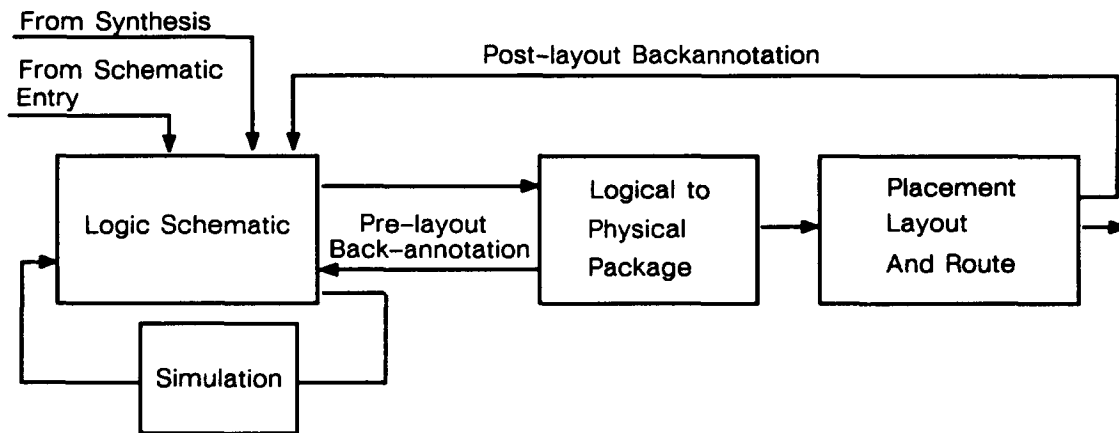 From Synthesis
From Schematic
Entry
Post-layout Backannotation
Logic Schematic
Pre-layout
Back-annotation
Logical to
Physical
Package
Placement
Layout
And Route
Simulation